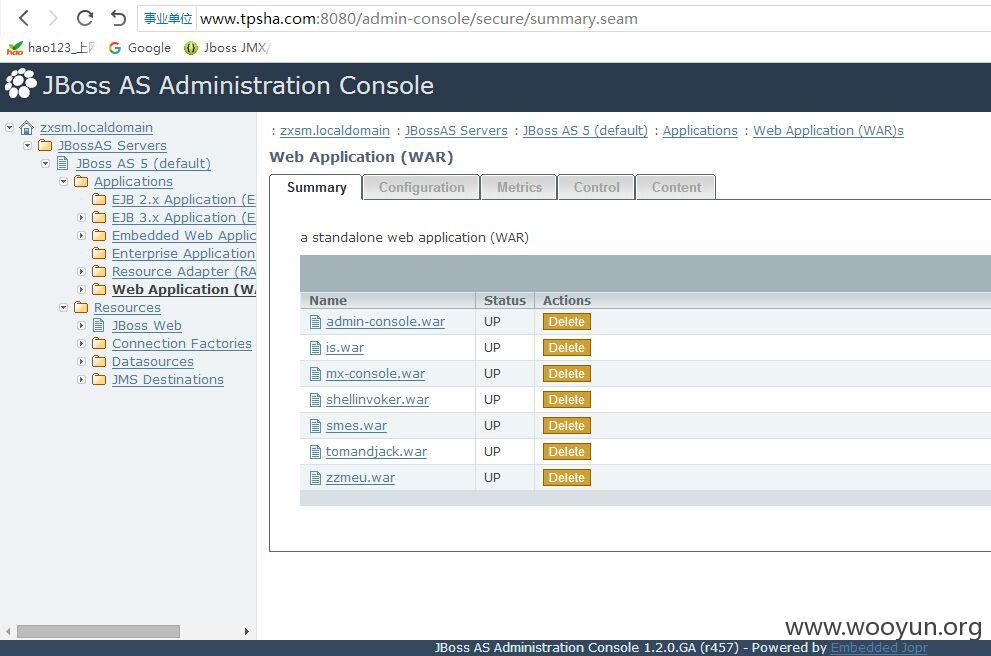 事业单位 www.tpsha.com:8080/admin-console/secure/summary.seam
hao123_上 Google Jboss JMX/
JBoss AS Administration Console
zxsm.localdomain
JBossAS Servers
JBoss AS 5 (default)
Applications
EJB 2.x Application (E
EJB 3.x Application (E
Embedded Web Applic
Enterprise Application
Resource Adapter (RA
Web Application (WA
Resources
JBoss Web
Connection Factories
Datasources
JMS Destinations
: zxsm.localdomain : JBossAS Servers : JBoss AS 5 (default) : Applications : Web Application (WAR)s
Web Application (WAR)
Summary Configuration Metrics Control Content
a standalone web application (WAR)
Name Status Actions
admin-console.war UP Delete
is.war UP Delete
mx-console.war UP Delete
shellinvoker.war UP Delete
smes.war UP Delete
tomandjack.war UP Delete
zzmeu.war UP Delete
www.wooyun.org
JBoss AS Administration Console 1.2.0.GA (r457) - Powered by Embedded Jopr